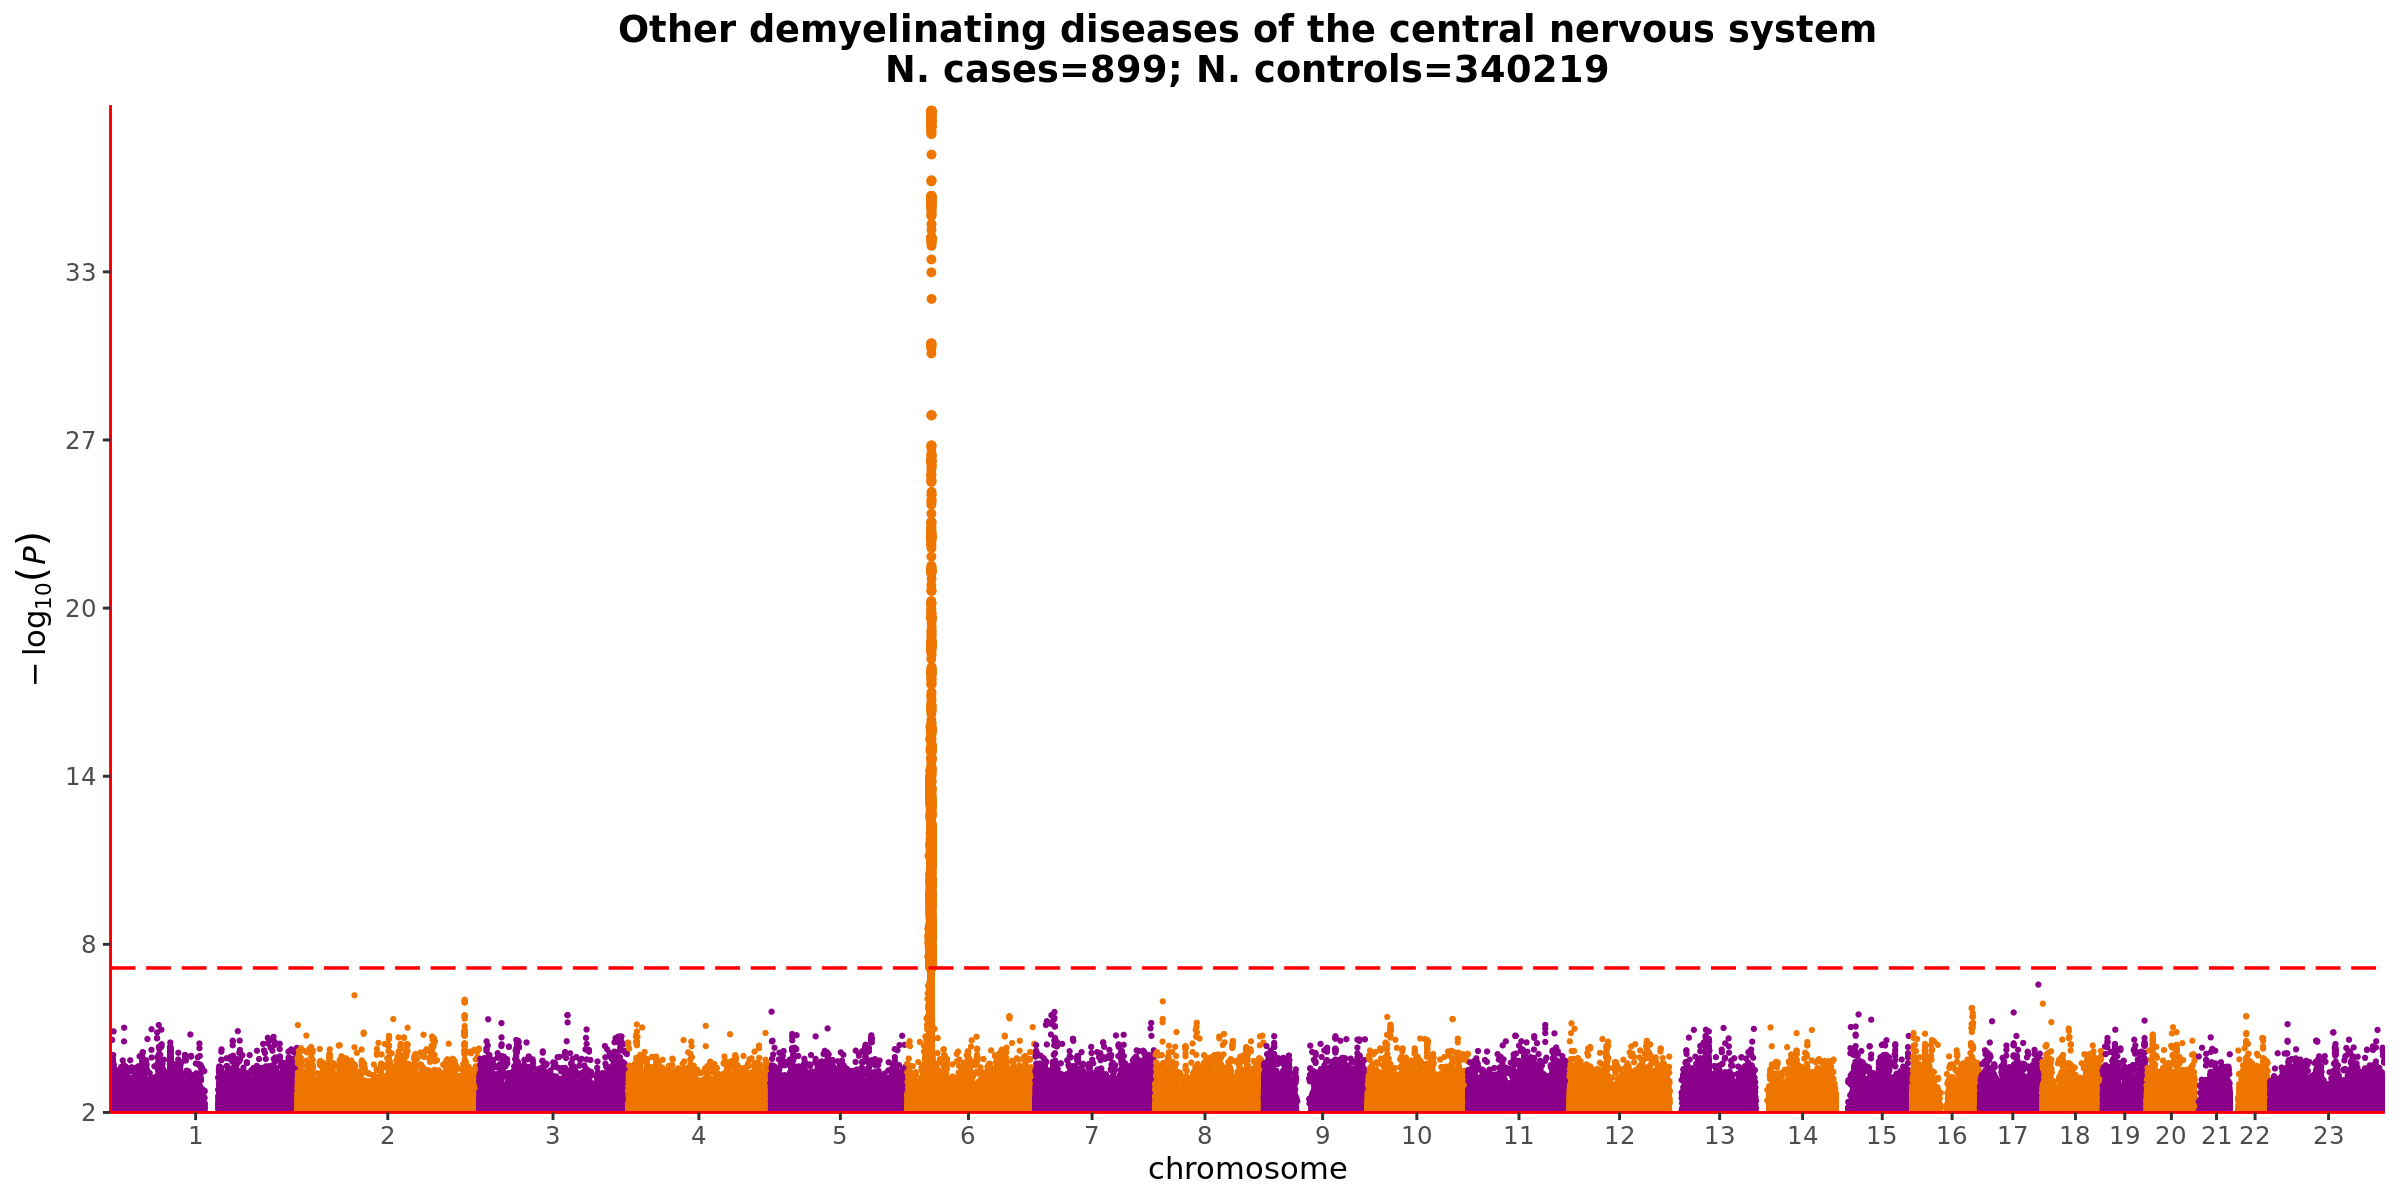 Other demyelinating diseases of the central nervous system
N. cases=899; N. controls=340219
33
27
20
14
8
2
−log10(P)
1 2 3 4 5 6 7 8 9 10 11 12 13 14 15 16 17 18 19 20 21 22 23
chromosome